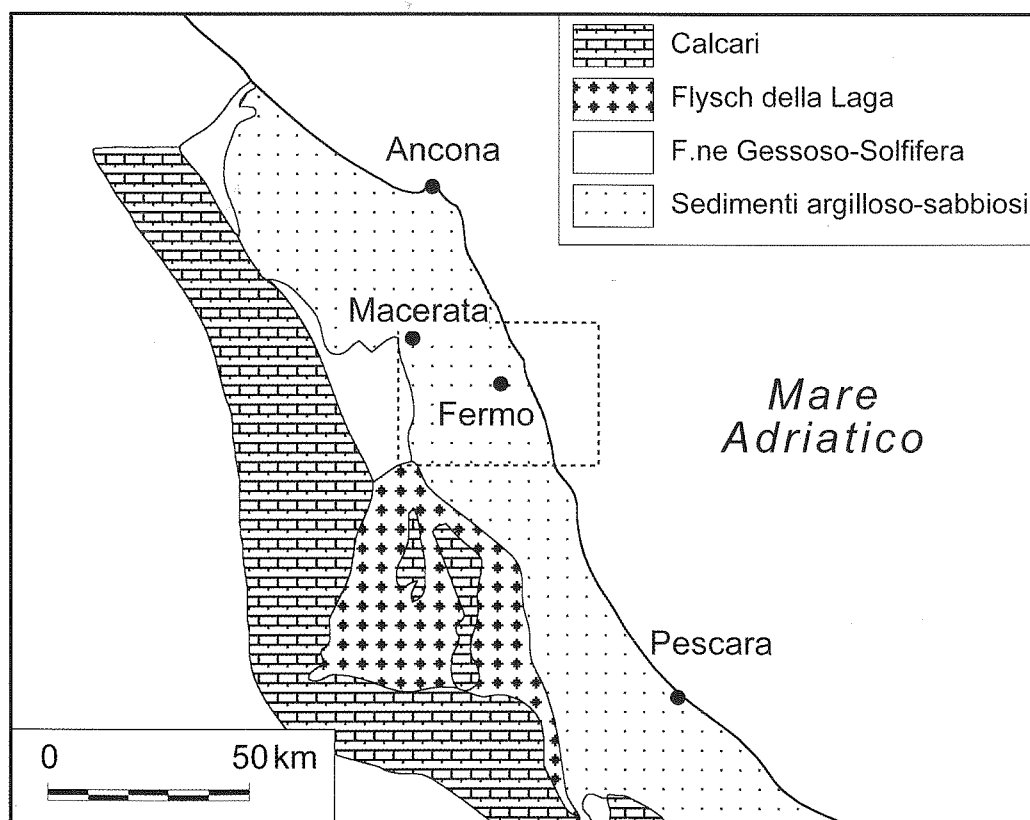 Calcari
Flysch della Laga
F.ne Gessoso-Solfifera
Sedimenti argilloso-sabbiosi
Ancona
Macerata
Fermo
Mare
Adriatico
Pescara
0 50 km